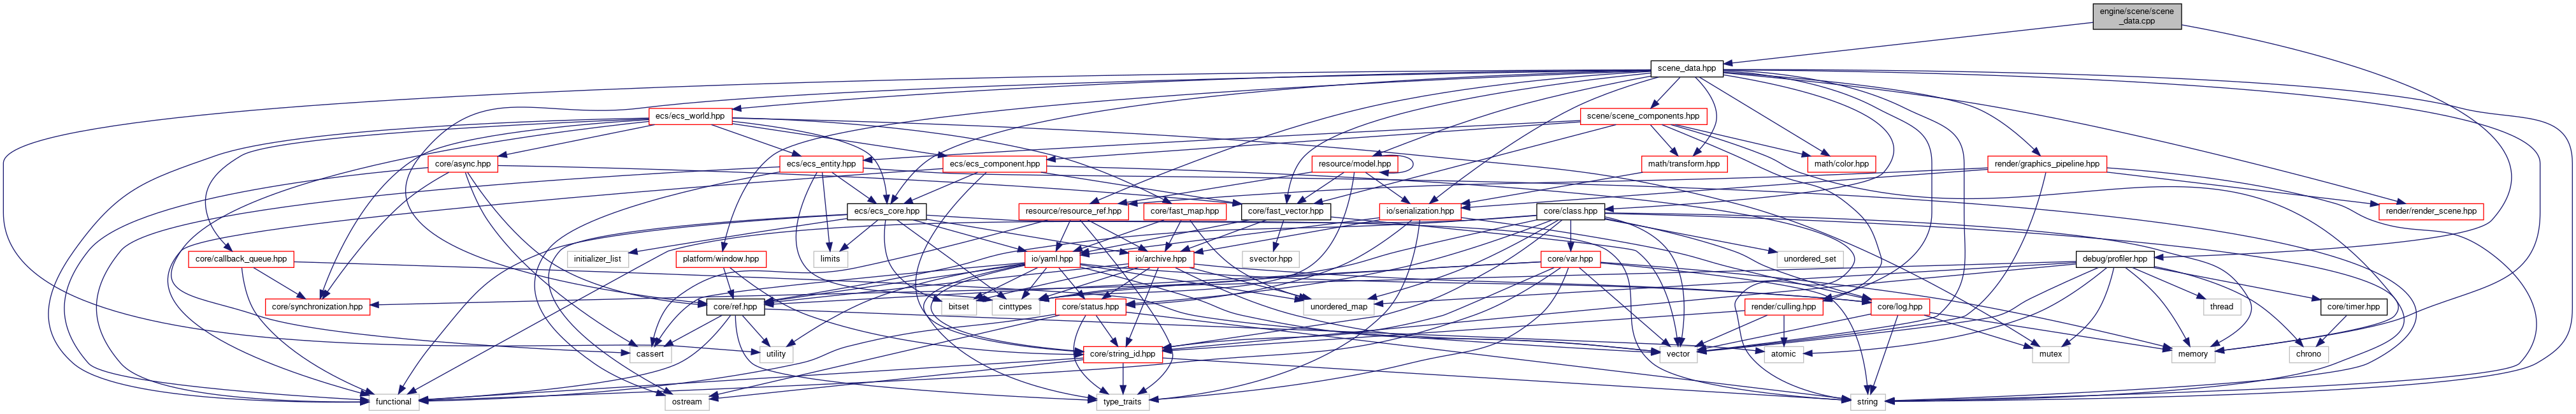 engine/scene/scene
_data.cpp
scene_data.hpp
ecs/ecs_world.hpp
scene/scene_components.hpp
core/async.hpp
ecs/ecs_entity.hpp
ecs/ecs_component.hpp
resource/model.hpp
math/transform.hpp
math/color.hpp
render/graphics_pipeline.hpp
ecs/ecs_core.hpp
resource/resource_ref.hpp
core/fast_map.hpp
core/fast_vector.hpp
io/serialization.hpp
core/class.hpp
render/render_scene.hpp
core/callback_queue.hpp
initializer_list
platform/window.hpp
limits
io/yaml.hpp
io/archive.hpp
svector.hpp
core/var.hpp
unordered_set
debug/profiler.hpp
core/synchronization.hpp
core/ref.hpp
bitset
cinttypes
core/status.hpp
unordered_map
render/culling.hpp
core/log.hpp
thread
core/timer.hpp
cassert
utility
core/string_id.hpp
vector
atomic
mutex
memory
chrono
functional
ostream
type_traits
string